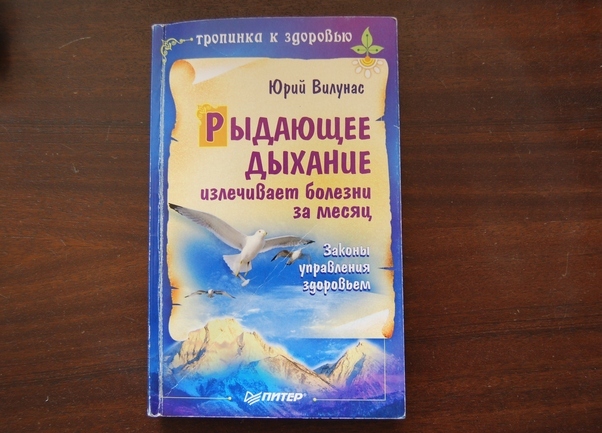 тропинка к здоровью
Юрий Вилунас
РЫДАЮЩЕЕ
ДЫХАНИЕ
излечивает болезни
за месяц
Законы
управления
здоровьем
ПИТЕР®